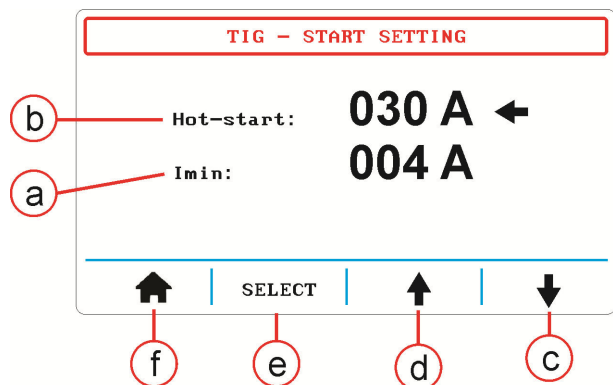 TIG - START SETTING
b
Hot-start: 030 A
a
Imin: 004 A
SELECT
f
e
d
c